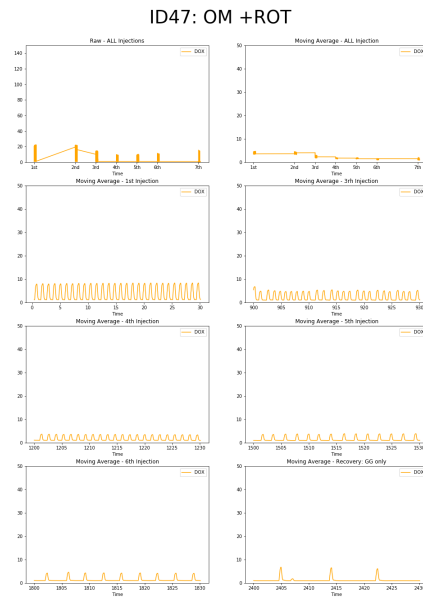 ID47: OM +ROT
Raw - ALL Injections
Moving Average - ALL Injection
DOX
DOX
140
120
100
80
60
40
20
0
50
40
30
20
10
0
1st 2nd 3rd 4th 5th 6th 7th
1st 2nd 3rd 4th 5th 6th 7th
Time
Time
Moving Average - 1st Injection
Moving Average - 3rh Injection
DOX
DOX
50
40
30
20
10
0
50
40
30
20
10
0
0 5 10 15 20 25 30
900 905 910 915 920 925 930
Time
Time
Moving Average - 4th Injection
Moving Average - 5th Injection
DOX
DOX
50
40
30
20
10
0
50
40
30
20
10
0
1200 1205 1210 1215 1220 1225 1230
1500 1505 1510 1515 1520 1525 1530
Time
Time
Moving Average - 6th Injection
Moving Average - Recovery: GG only
DOX
DOX
50
40
30
20
10
0
50
40
30
20
10
0
1800 1805 1810 1815 1820 1825 1830
2400 2405 2410 2415 2420 2425 2430
Time
Time